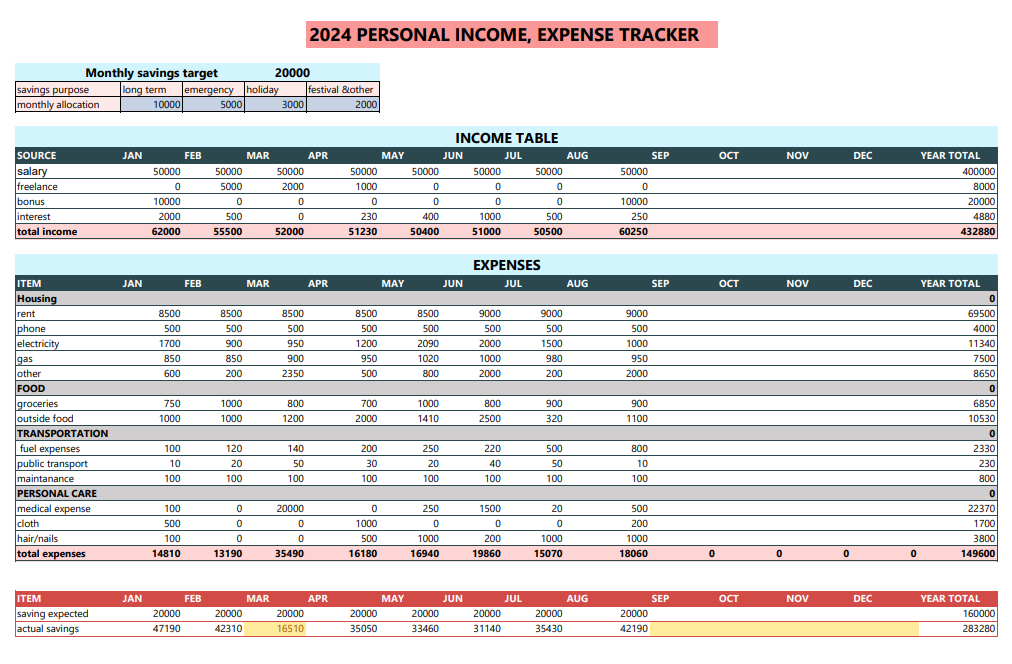 2024 PERSONAL INCOME, EXPENSE TRACKER
Monthly savings target 20000
savings purpose long term emergency holiday festival &other
monthly allocation 10000 5000 3000 2000
INCOME TABLE
SOURCE JAN FEB MAR APR MAY JUN JUL AUG SEP OCT NOV DEC YEAR TOTAL
salary 50000 50000 50000 50000 50000 50000 50000 50000 400000
freelance 0 5000 2000 1000 0 0 0 0 8000
bonus 10000 0 0 0 0 0 0 10000 20000
interest 2000 500 0 230 400 1000 500 250 4880
total income 62000 55500 52000 51230 50400 51000 50500 60250 432880
EXPENSES
ITEM JAN FEB MAR APR MAY JUN JUL AUG SEP OCT NOV DEC YEAR TOTAL
Housing 0
rent 8500 8500 8500 8500 8500 9000 9000 9000 69500
phone 500 500 500 500 500 500 500 500 4000
electricity 1700 900 950 1200 2090 2000 1500 1000 11340
gas 850 850 900 950 1020 1000 980 950 7500
other 600 200 2350 500 800 2000 200 2000 8650
FOOD 0
groceries 750 1000 800 700 1000 800 900 900 6850
outside food 1000 1000 1200 2000 1410 2500 320 1100 10530
TRANSPORTATION 0
fuel expenses 100 120 140 200 250 220 500 800 2330
public transport 10 20 50 30 20 40 50 10 230
maintanance 100 100 100 100 100 100 100 100 800
PERSONAL CARE 0
medical expense 100 0 20000 0 250 1500 20 500 22370
cloth 500 0 0 1000 0 0 0 200 1700
hair/nails 100 0 0 500 1000 200 1000 1000 3800
total expenses 14810 13190 35490 16180 16940 19860 15070 18060 0 0 0 0 149600
ITEM JAN FEB MAR APR MAY JUN JUL AUG SEP OCT NOV DEC YEAR TOTAL
saving expected 20000 20000 20000 20000 20000 20000 20000 20000 160000
actual savings 47190 42310 16510 35050 33460 31140 35430 42190 283280